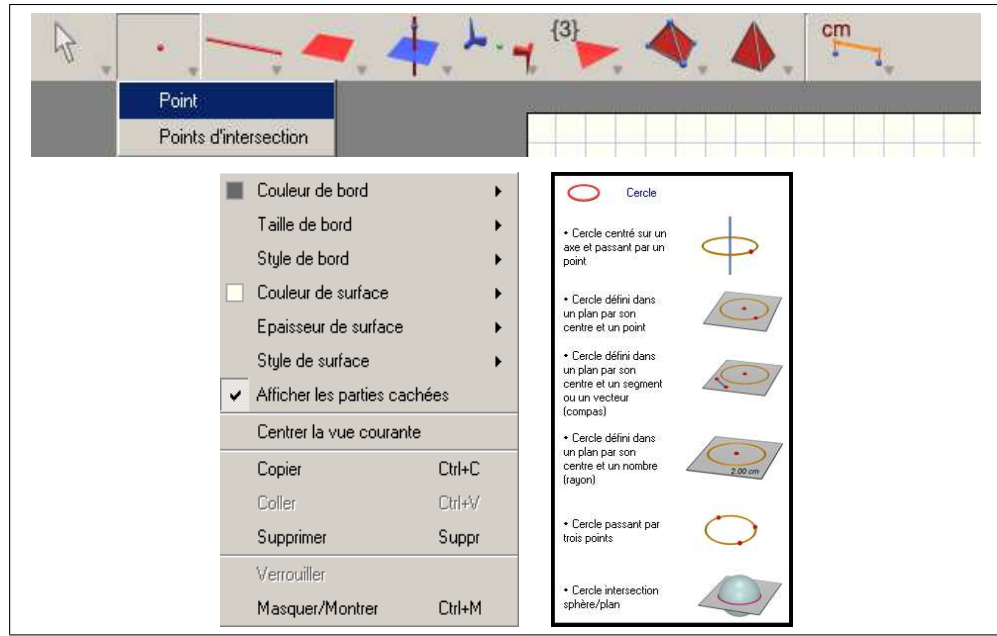 {3}
cm
Point
Points d'intersection
Couleur de bord
Taille de bord
Style de bord
Couleur de surface
Epaisseur de surface
Style de surface
Afficher les parties cachées
Centrer la vue courante
Copier Ctrl+C
Coller Ctrl+V
Supprimer Suppr
Verrouiller
Masquer/Montrer Ctrl+M
Cercle
• Cercle centré sur un
axe et passant par un
point
• Cercle défini dans
un plan par son
centre et un point
• Cercle défini dans
un plan par son
centre et un segment
ou un vecteur
(compas)
• Cercle défini dans
un plan par son
centre et un nombre
(rayon)
2.00 cm
• Cercle passant par
trois points
• Cercle intersection
sphère/plan